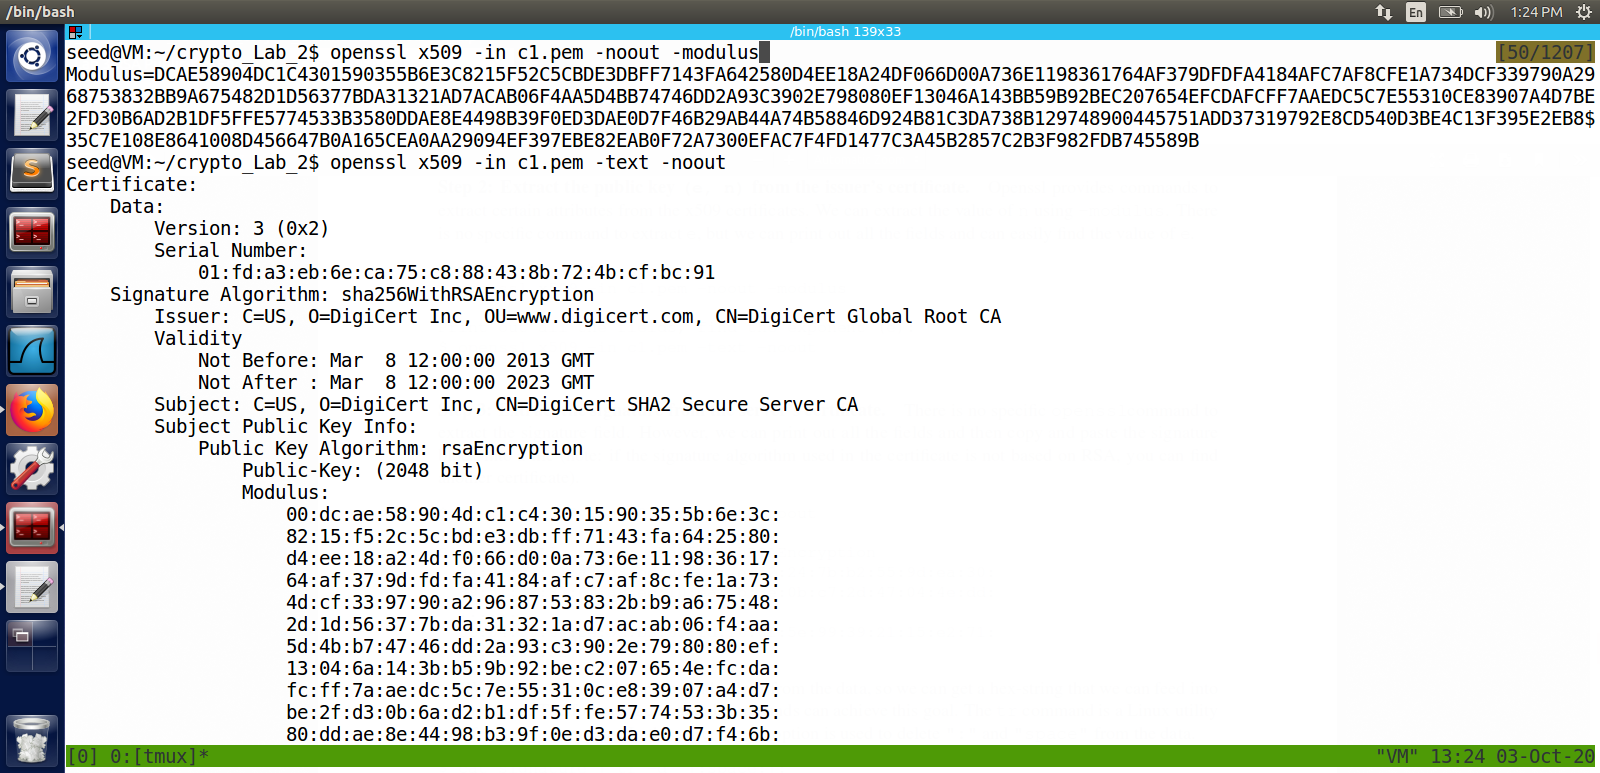 /bin/bash
En
1:24 PM
/bin/bash 139x33
seed@VM:~/crypto_Lab_2$ openssl x509 -in c1.pem -noout -modulus
[50/1207]
Modulus=DCAE58904DC1C4301590355B6E3C8215F52C5CBDE3DBFF7143FA642580D4EE18A24DF066D00A736E1198361764AF379DFDFA4184AFC7AF8CFE1A734DCF339790A29
68753832BB9A675482D1D56377BDA31321AD7ACAB06F4AA5D4BB74746DD2A93C3902E798080EF13046A143BB59B92BEC207654EFCDAFCFF7AAEDC5C7E55310CE83907A4D7BE
2FD30B6AD2B1DF5FFE5774533B3580DDAE8E4498B39F0ED3DAE0D7F46B29AB44A74B58846D924B81C3DA738B129748900445751ADD37319792E8CD540D3BE4C13F395E2EB8$
35C7E108E8641008D456647B0A165CEA0AA29094EF397EBE82EAB0F72A7300EFAC7F4FD1477C3A45B2857C2B3F982FDB745589B
seed@VM:~/crypto_Lab_2$ openssl x509 -in c1.pem -text -noout
Certificate:
Data:
Version: 3 (0x2)
Serial Number:
01:fd:a3:eb:6e:ca:75:c8:88:43:8b:72:4b:cf:bc:91
Signature Algorithm: sha256WithRSAEncryption
Issuer: C=US, O=DigiCert Inc, OU=www.digicert.com, CN=DigiCert Global Root CA
Validity
Not Before: Mar  8 12:00:00 2013 GMT
Not After : Mar  8 12:00:00 2023 GMT
Subject: C=US, O=DigiCert Inc, CN=DigiCert SHA2 Secure Server CA
Subject Public Key Info:
Public Key Algorithm: rsaEncryption
Public-Key: (2048 bit)
Modulus:
00:dc:ae:58:90:4d:c1:c4:30:15:90:35:5b:6e:3c:
82:15:f5:2c:5c:bd:e3:db:ff:71:43:fa:64:25:80:
d4:ee:18:a2:4d:f0:66:d0:0a:73:6e:11:98:36:17:
64:af:37:9d:fd:fa:41:84:af:c7:af:8c:fe:1a:73:
4d:cf:33:97:90:a2:96:87:53:83:2b:b9:a6:75:48:
2d:1d:56:37:7b:da:31:32:1a:d7:ac:ab:06:f4:aa:
5d:4b:b7:47:46:dd:2a:93:c3:90:2e:79:80:80:ef:
13:04:6a:14:3b:b5:9b:92:be:c2:07:65:4e:fc:da:
fc:ff:7a:ae:dc:5c:7e:55:31:0c:e8:39:07:a4:d7:
be:2f:d3:0b:6a:d2:b1:df:5f:fe:57:74:53:3b:35:
80:dd:ae:8e:44:98:b3:9f:0e:d3:da:e0:d7:f4:6b:
[0] 0:[tmux]*
"VM" 13:24 03-Oct-20